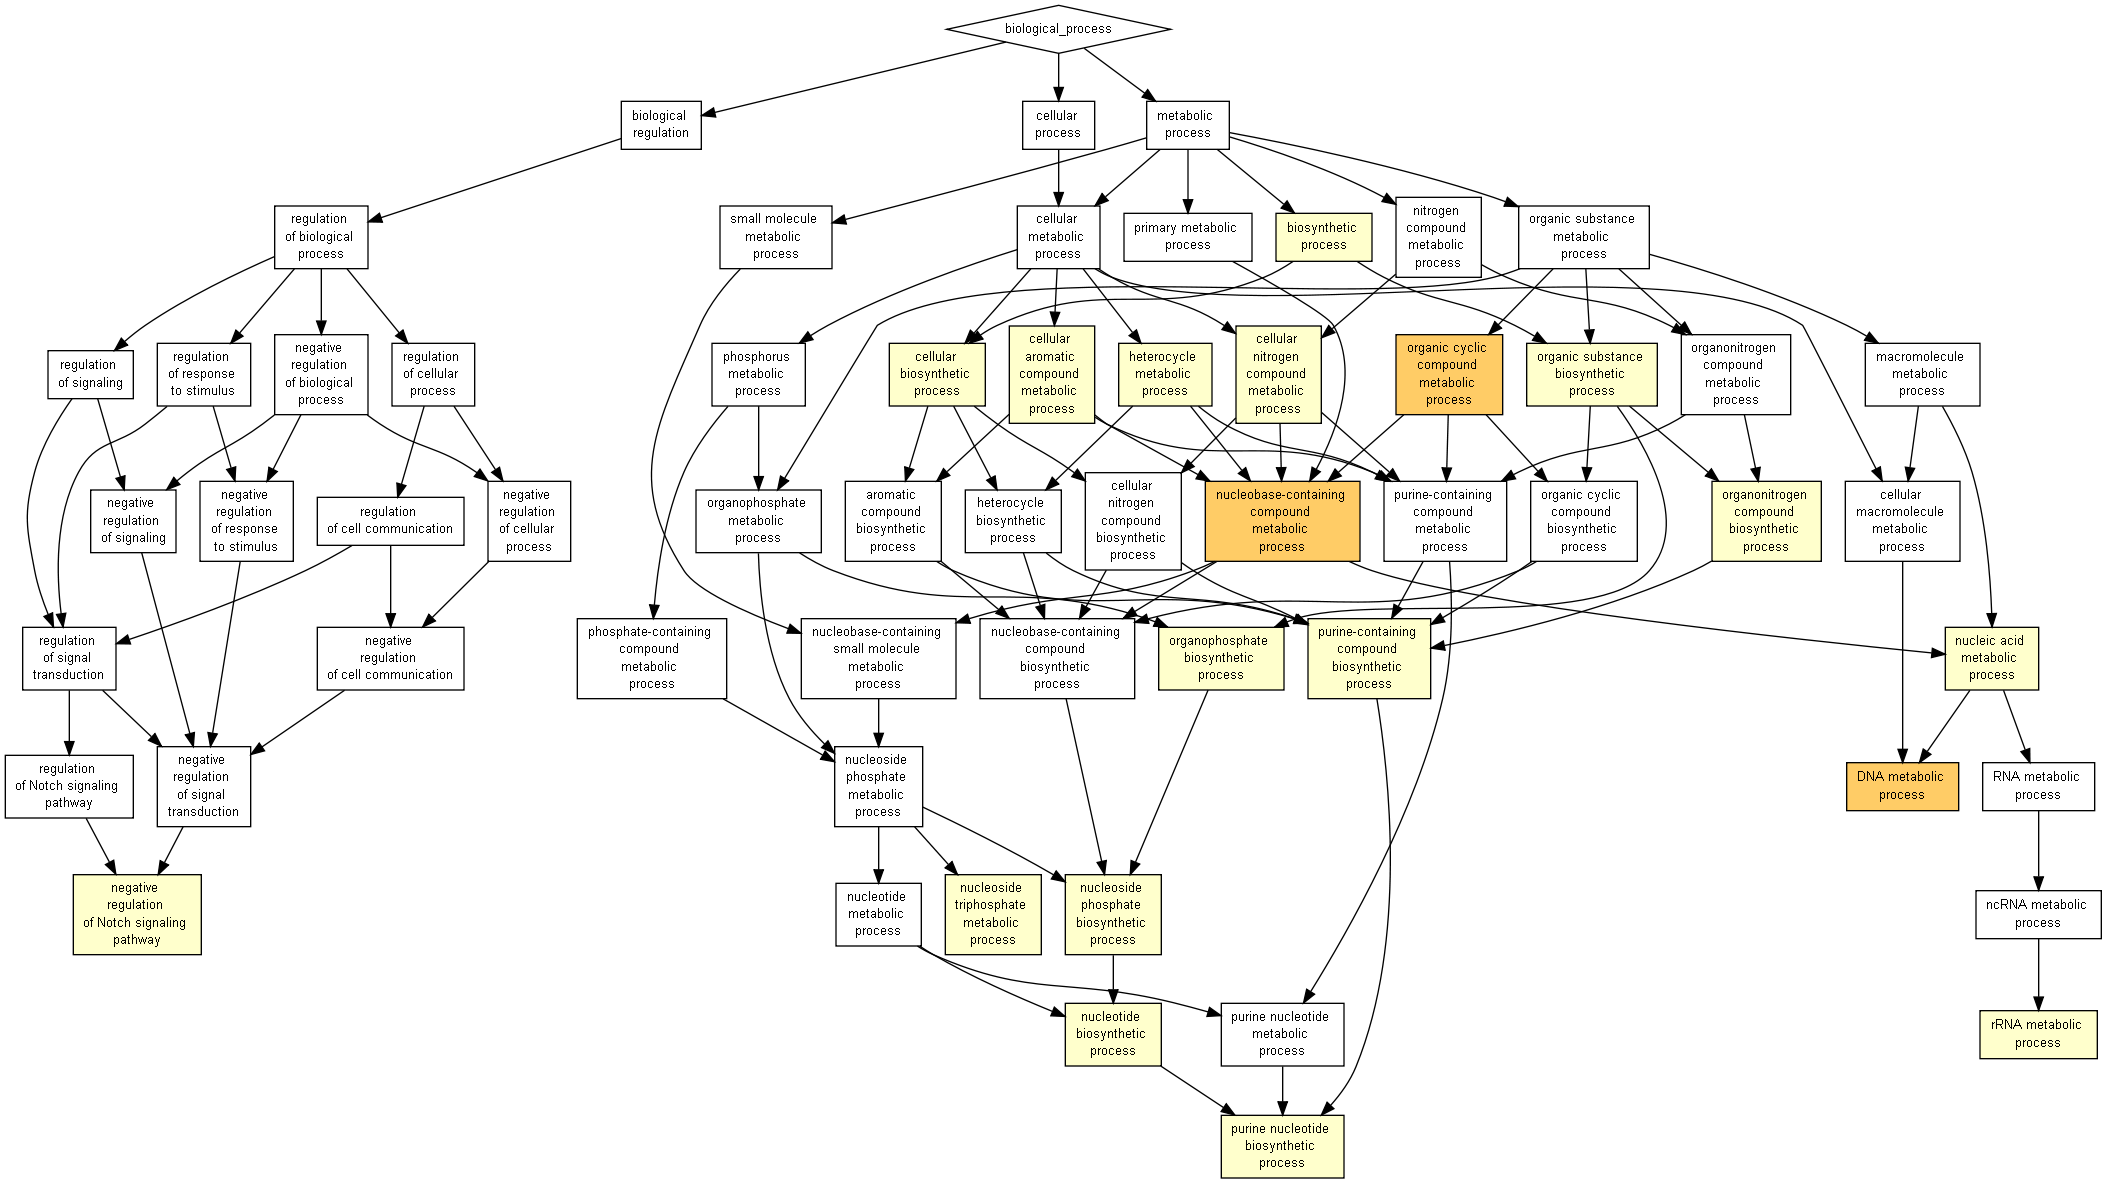 biological_process
biological
regulation
cellular
process
metabolic
process
regulation
of biological
process
small molecule
metabolic
process
cellular
metabolic
process
primary metabolic
process
biosynthetic
process
nitrogen
compound
metabolic
process
organic substance
metabolic
process
regulation
of signaling
regulation
of response
to stimulus
negative
regulation
of biological
process
regulation
of cellular
process
phosphorus
metabolic
process
cellular
biosynthetic
process
cellular
aromatic
compound
metabolic
process
heterocycle
metabolic
process
cellular
nitrogen
compound
metabolic
process
organic cyclic
compound
metabolic
process
organic substance
biosynthetic
process
organonitrogen
compound
metabolic
process
macromolecule
metabolic
process
negative
regulation
of signaling
negative
regulation
of response
to stimulus
regulation
of cell communication
negative
regulation
of cellular
process
organophosphate
metabolic
process
aromatic
compound
biosynthetic
process
heterocycle
biosynthetic
process
cellular
nitrogen
compound
biosynthetic
process
nucleobase-containing
compound
metabolic
process
purine-containing
compound
metabolic
process
organic cyclic
compound
biosynthetic
process
organonitrogen
compound
biosynthetic
process
cellular
macromolecule
metabolic
process
regulation
of signal
transduction
negative
regulation
of cell communication
phosphate-containing
compound
metabolic
process
nucleobase-containing
small molecule
metabolic
process
nucleobase-containing
compound
biosynthetic
process
organophosphate
biosynthetic
process
purine-containing
compound
biosynthetic
process
nucleic acid
metabolic
process
regulation
of Notch signaling
pathway
negative
regulation
of signal
transduction
nucleoside
phosphate
metabolic
process
DNA metabolic
process
RNA metabolic
process
negative
regulation
of Notch signaling
pathway
nucleotide
metabolic
process
nucleoside
triphosphate
metabolic
process
nucleoside
phosphate
biosynthetic
process
ncRNA metabolic
process
nucleotide
biosynthetic
process
purine nucleotide
metabolic
process
rRNA metabolic
process
purine nucleotide
biosynthetic
process